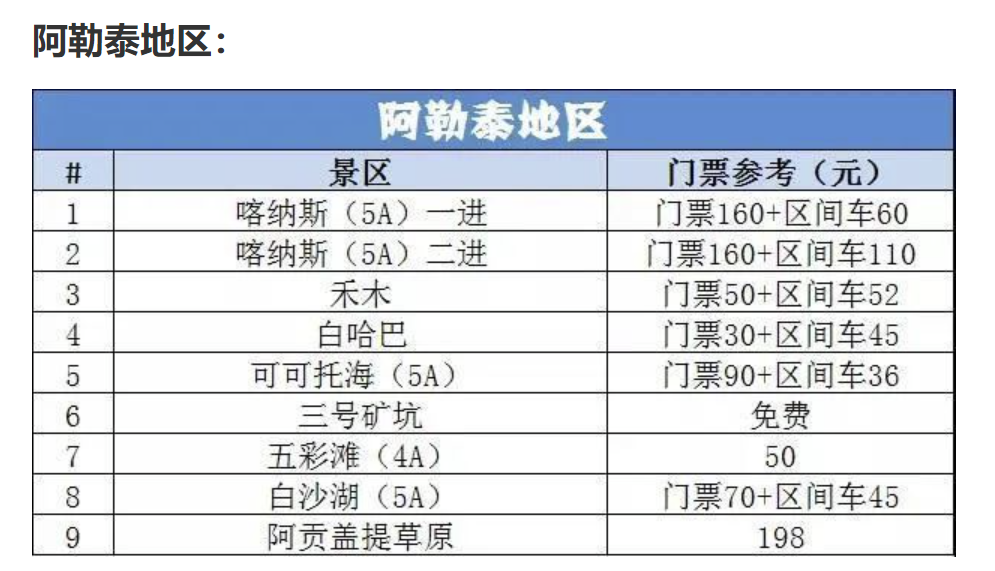 阿勒泰地区：
阿勒泰地区
# 景区 门票参考（元）
1 喀纳斯（5A）一进 门票160+区间车60
2 喀纳斯（5A）二进 门票160+区间车110
3 禾木 门票50+区间车52
4 白哈巴 门票30+区间车45
5 可可托海（5A） 门票90+区间车36
6 三号矿坑 免费
7 五彩滩（4A） 50
8 白沙湖（5A） 门票70+区间车45
9 阿贡盖提草原 198